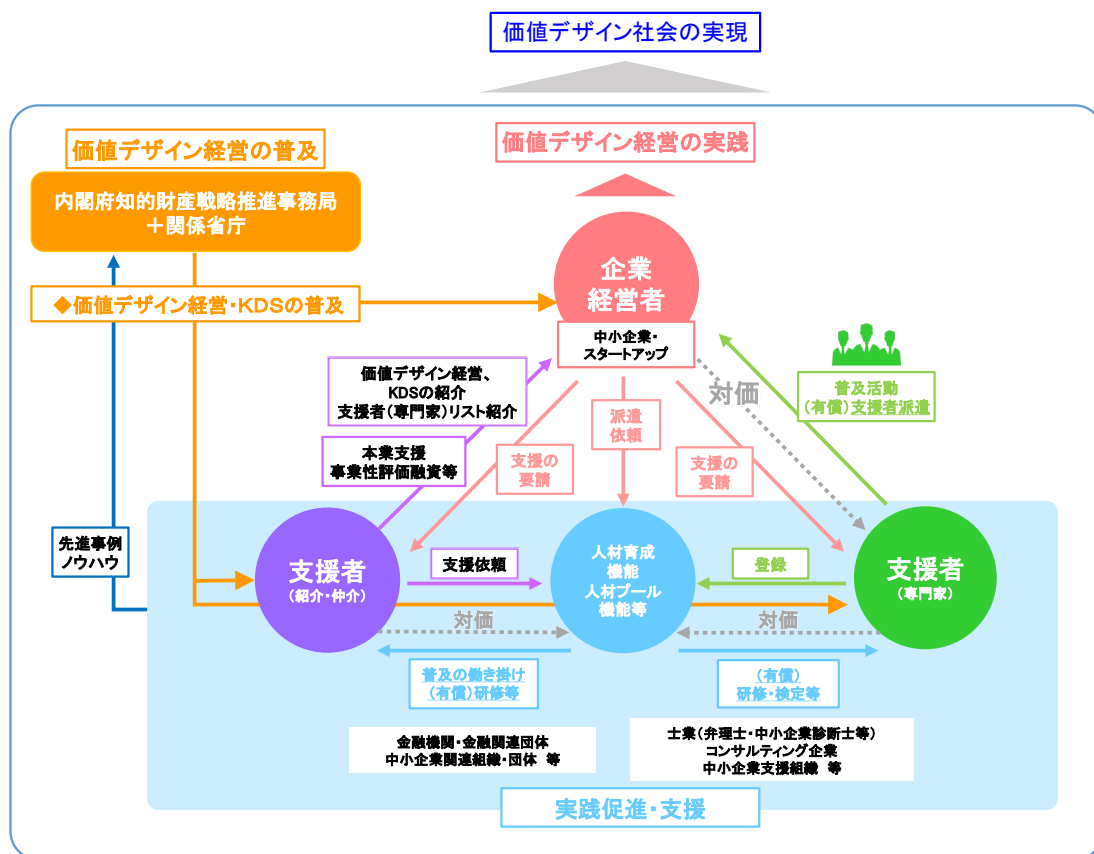 価値デザイン社会の実現
価値デザイン経営の普及
価値デザイン経営の実践
内閣府知的財産戦略推進事務局
＋関係省庁
◆価値デザイン経営・KDSの普及
企業
経営者
中小企業・
スタートアップ
価値デザイン経営、
KDSの紹介
支援者（専門家）リスト紹介
本業支援
事業性評価融資等
支援の
要請
派遣
依頼
支援の
要請
対価
普及活動
(有償)支援者派遣
先進事例
ノウハウ
支援者
(紹介・仲介)
支援依頼
人材育成
機能
人材プール
機能等
登録
支援者
(専門家)
対価
対価
普及の働き掛け
(有償)研修等
(有償)
研修・検定等
金融機関・金融関連団体
中小企業関連組織・団体 等
士業（弁理士・中小企業診断士等）
コンサルティング企業
中小企業支援組織 等
実践促進・支援